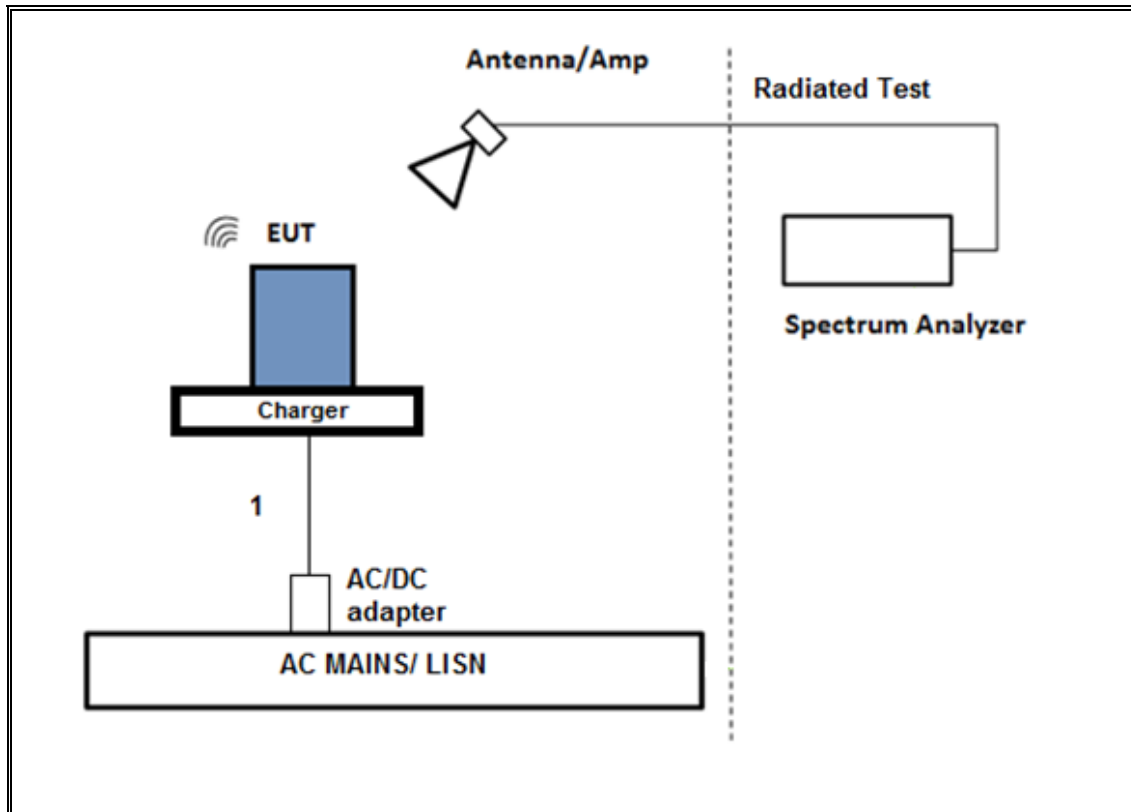 Antenna/Amp
Radiated Test
EUT
Spectrum Analyzer
Charger
1
AC/DC
adapter
AC MAINS/ LISN